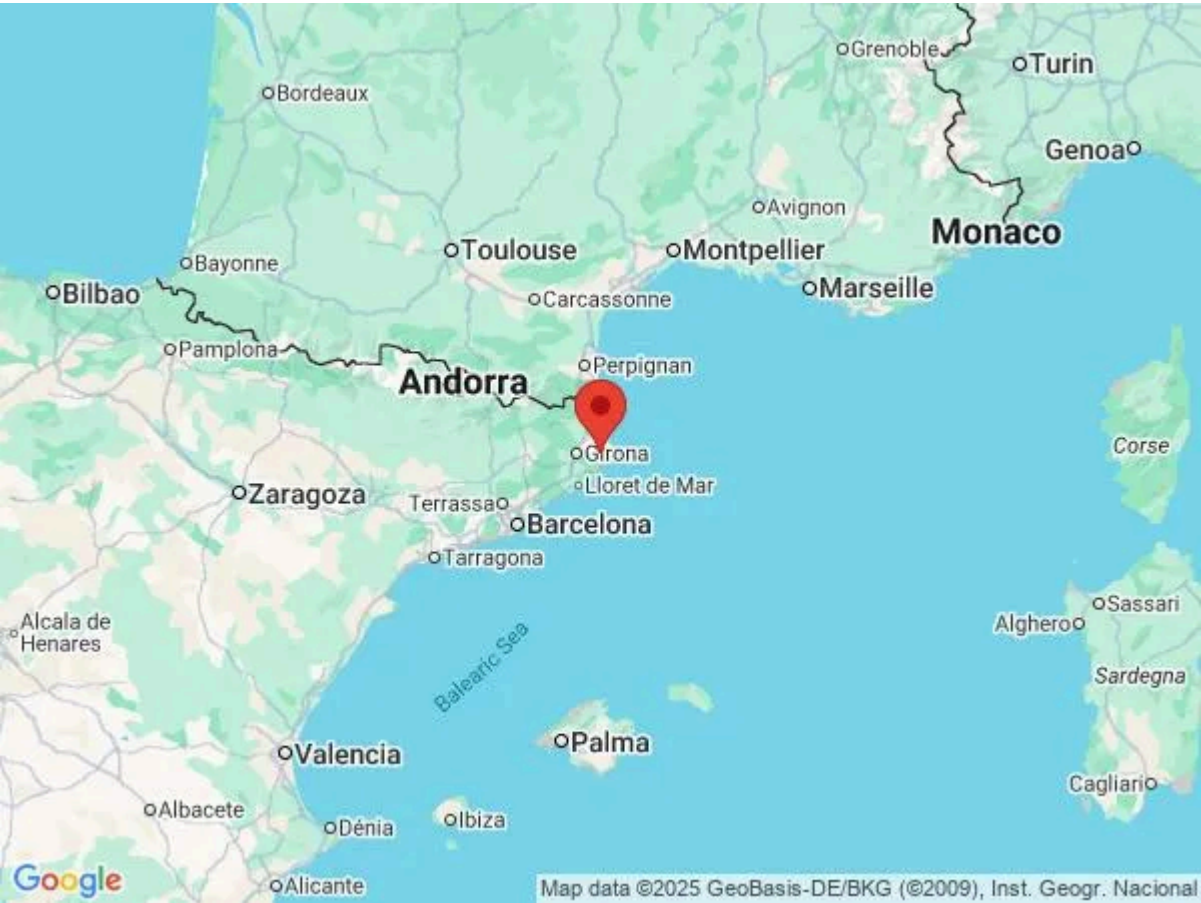 Grenoble
Turin
Bordeaux
Genoa
Avignon
Monaco
Toulouse
Montpellier
Bayonne
Marseille
Bilbao
Carcassonne
Pamplona
Perpignan
Andorra
Corse
Girona
Lloret de Mar
Zaragoza
Terrassa
Barcelona
Tarragona
Sassari
Alcala de
Henares
Alghero
Balearic Sea
Sardegna
Palma
Valencia
Cagliari
Albacete
Ibiza
Dénia
Google
Alicante
Map data ©2025 GeoBasis-DE/BKG (©2009), Inst. Geogr. Nacional